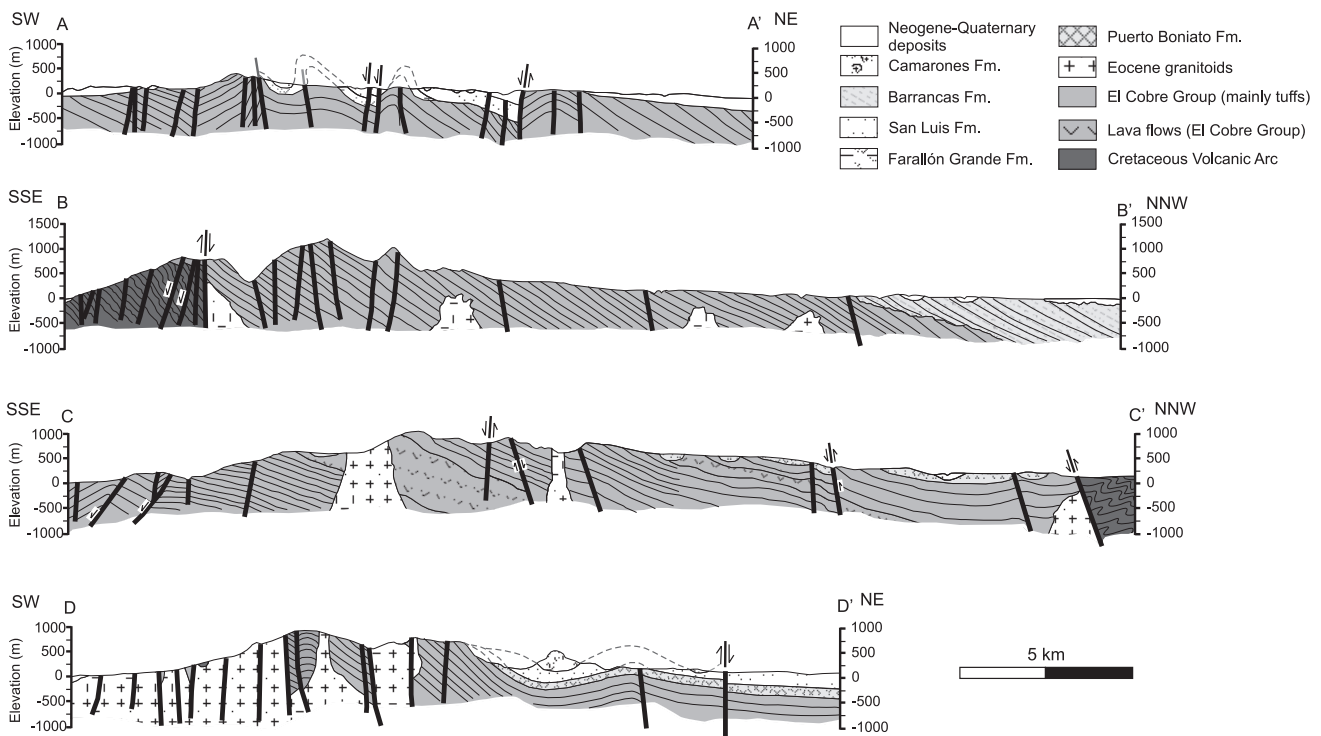 SW A A' NE
Elevation (m)
1000 1000
500 500
0 0
-500 -500
-1000 -1000
Neogene-Quaternary
deposits
Camarones Fm.
Barrancas Fm.
San Luis Fm.
Farallón Grande Fm.
Puerto Boniato Fm.
Eocene granitoids
El Cobre Group (mainly tuffs)
Lava flows (El Cobre Group)
Cretaceous Volcanic Arc
SSE B B' NNW
Elevation (m)
1500 1500
1000 1000
500 500
0 0
-500 -500
-1000 -1000
SSE C C' NNW
Elevation (m)
1000 1000
500 500
0 0
-500 -500
-1000 -1000
SW D D' NE
Elevation (m)
1000 1000
500 500
0 0
-500 -500
-1000 -1000
5 km